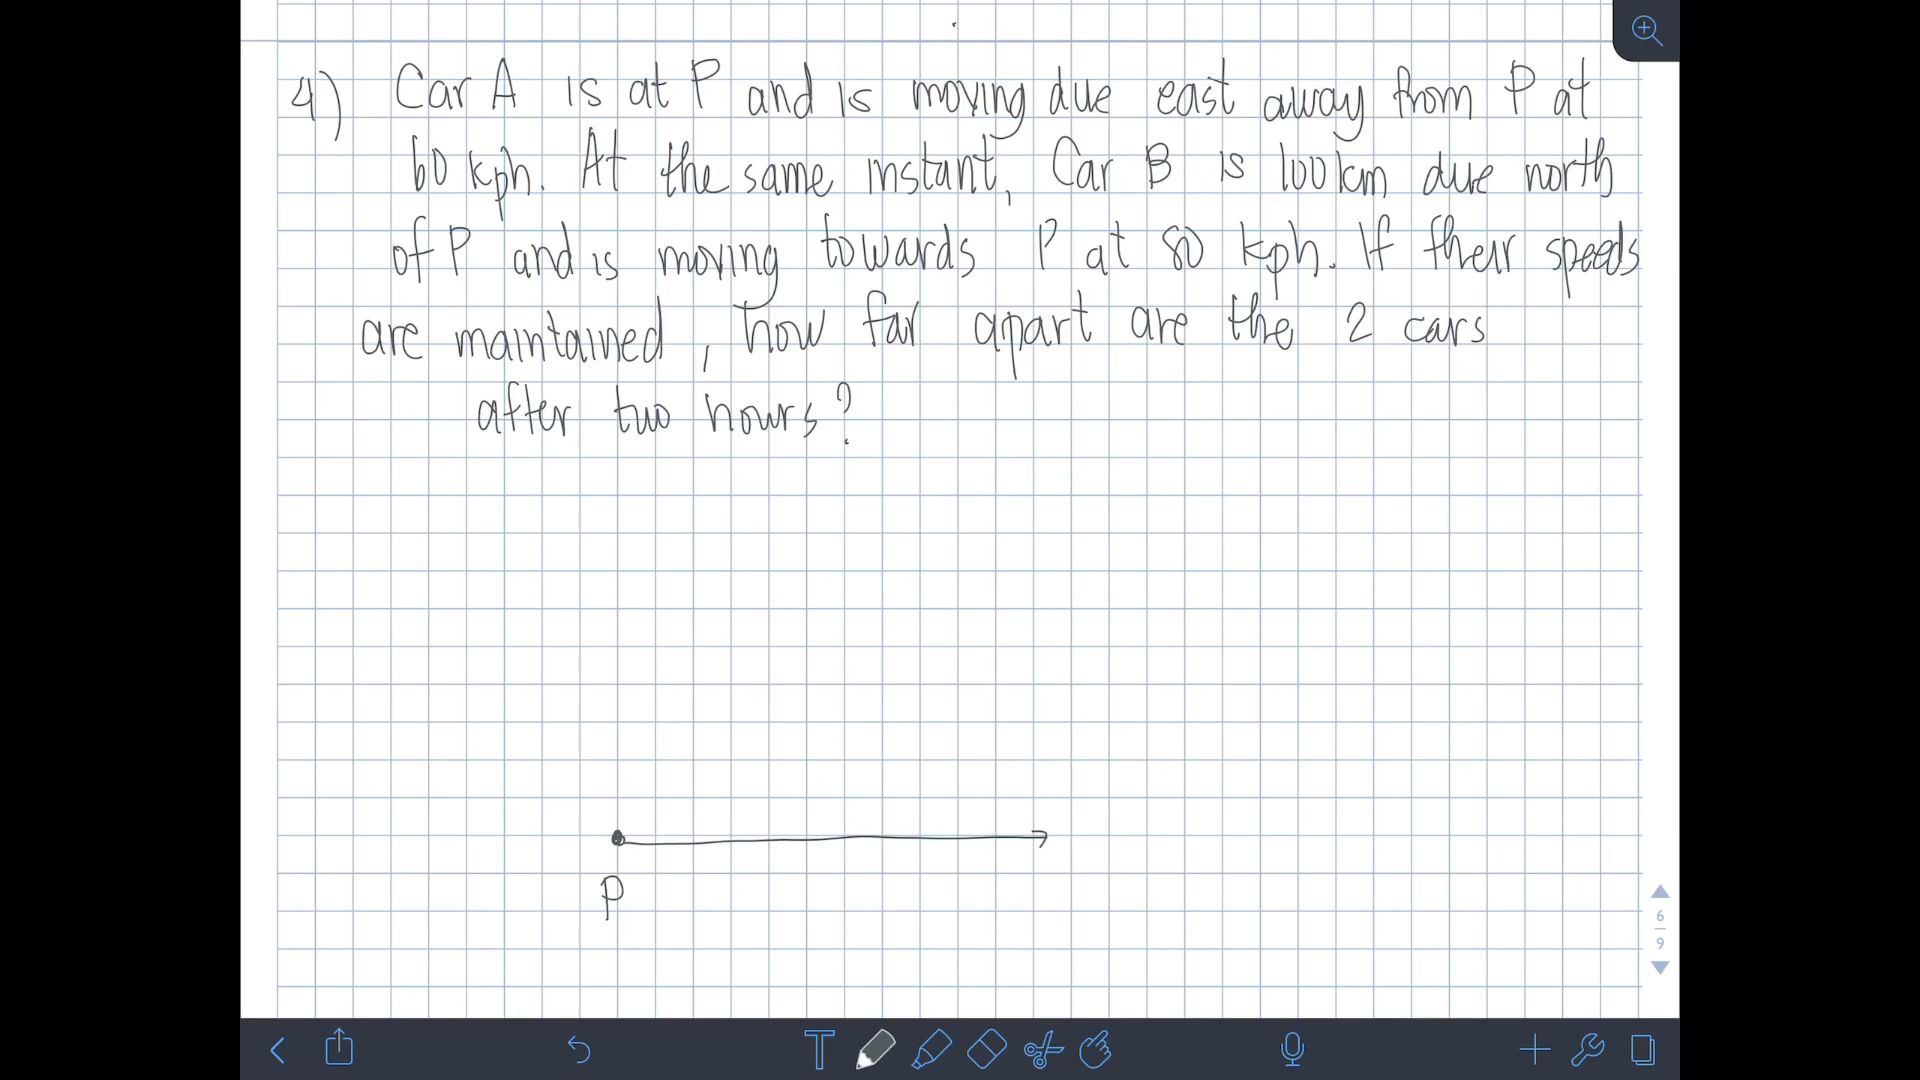 4) Car A is at P and is moving due east away from P at
60 kph. At the same instant, Car B is 100 km due north
of P and is moving towards P at 80 kph. If their speeds
are maintained, how far apart are the 2 cars
after two hours?
P
6
9
T